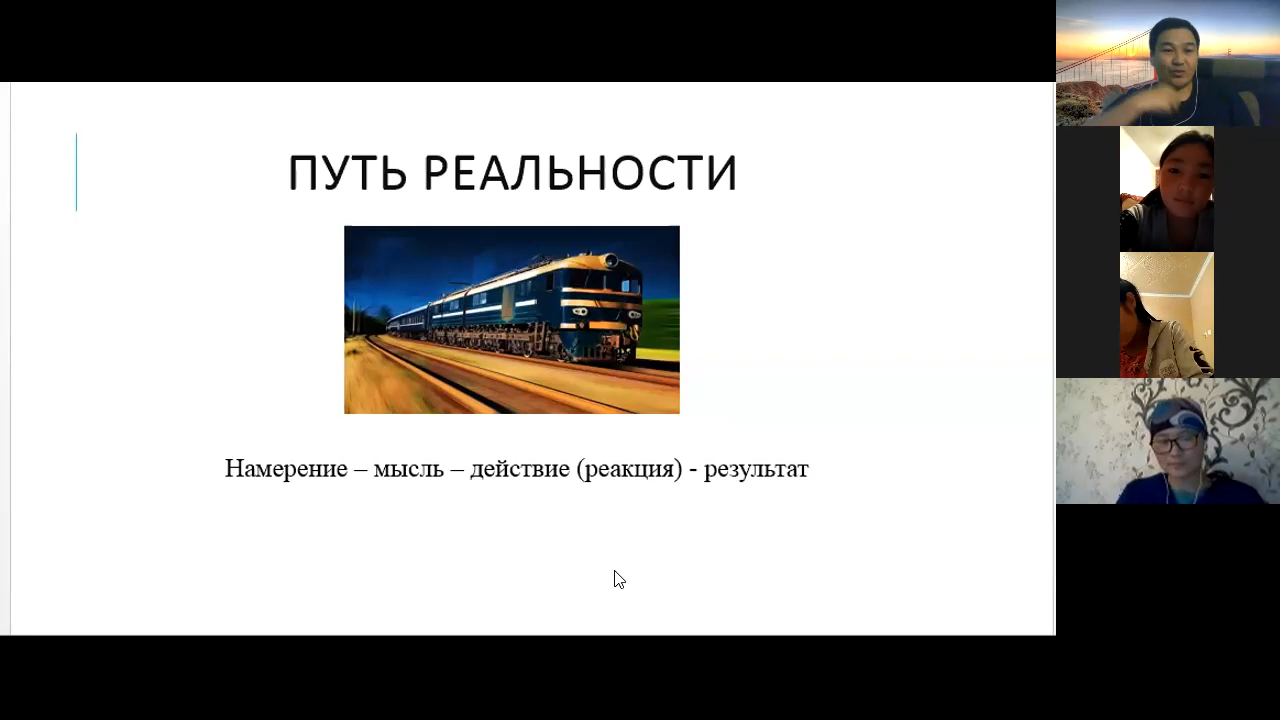 ПУТЬ РЕАЛЬНОСТИ
Намерение – мысль – действие (реакция) - результат